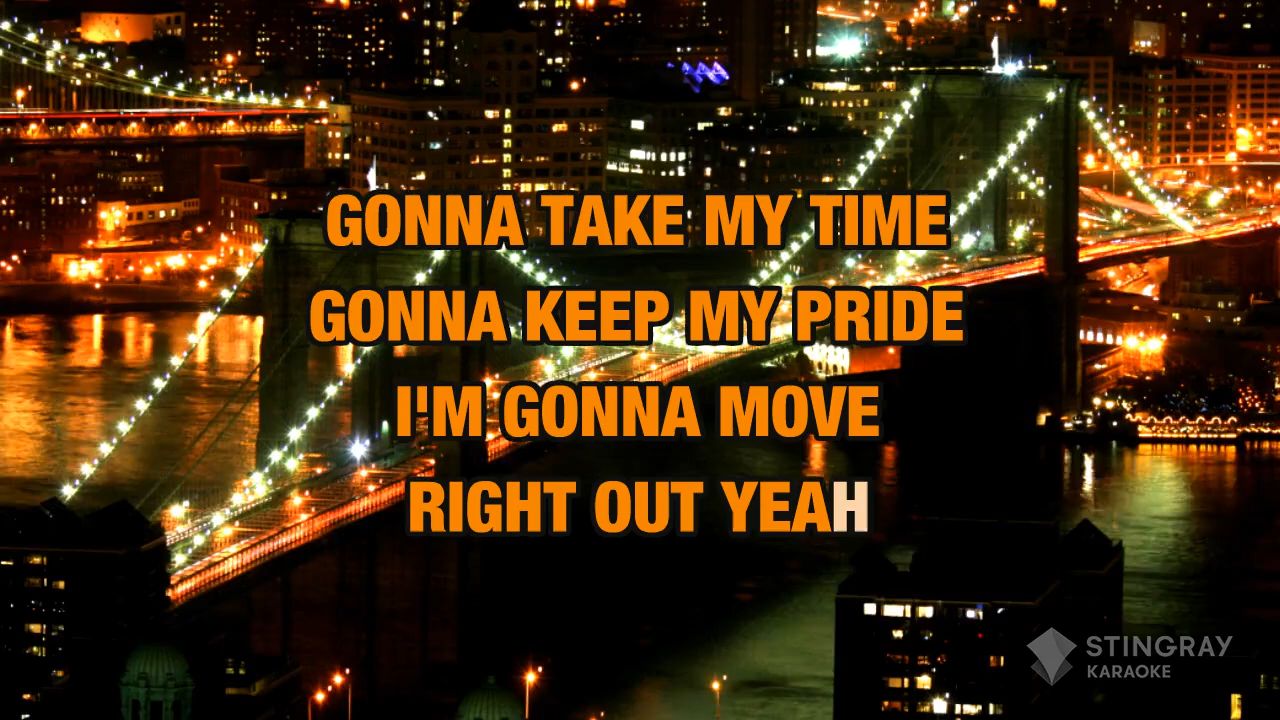 GONNA TAKE MY TIME
GONNA KEEP MY PRIDE
I'M GONNA MOVE
RIGHT OUT YEAH
STINGRAY
KARAOKE